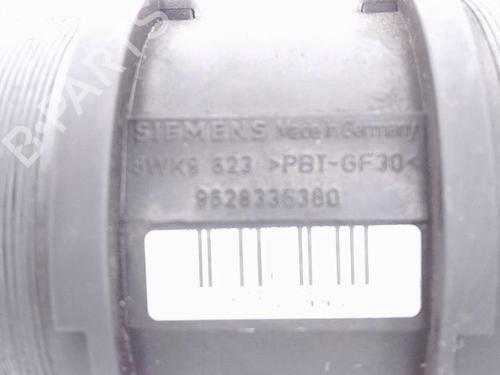 SIEMENS Made in Germany
5WK9 623 >PBT-GF30<
9628336380
B-PARTS